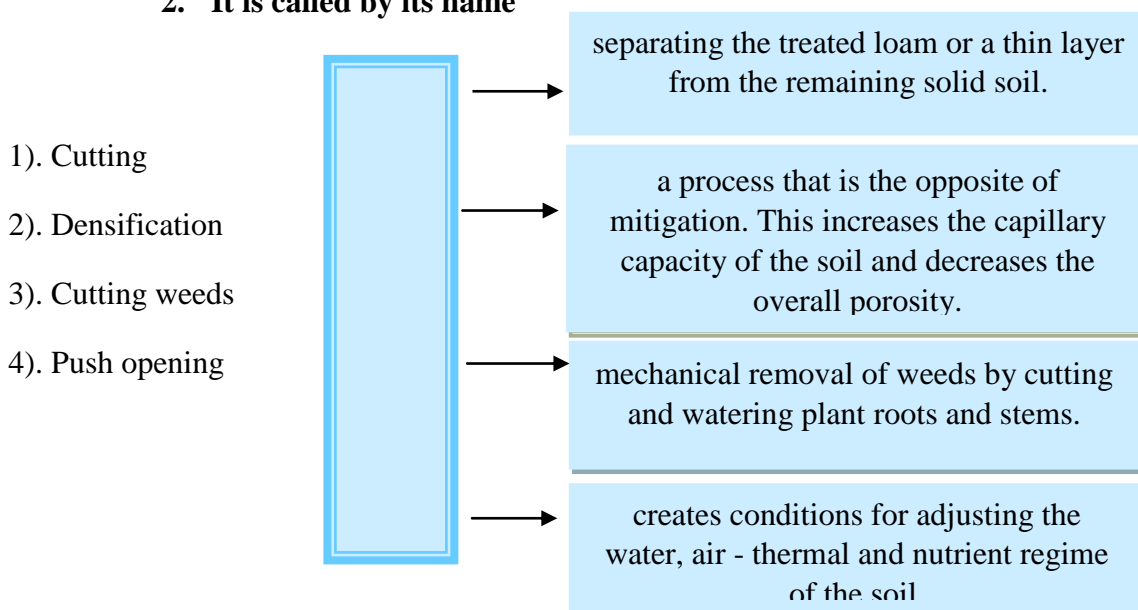 2. It is called by its name
separating the treated loam or a thin layer
from the remaining solid soil.
1). Cutting
2). Densification
3). Cutting weeds
4). Push opening
a process that is the opposite of
mitigation. This increases the capillary
capacity of the soil and decreases the
overall porosity.
mechanical removal of weeds by cutting
and watering plant roots and stems.
creates conditions for adjusting the
water, air - thermal and nutrient regime
of the soil